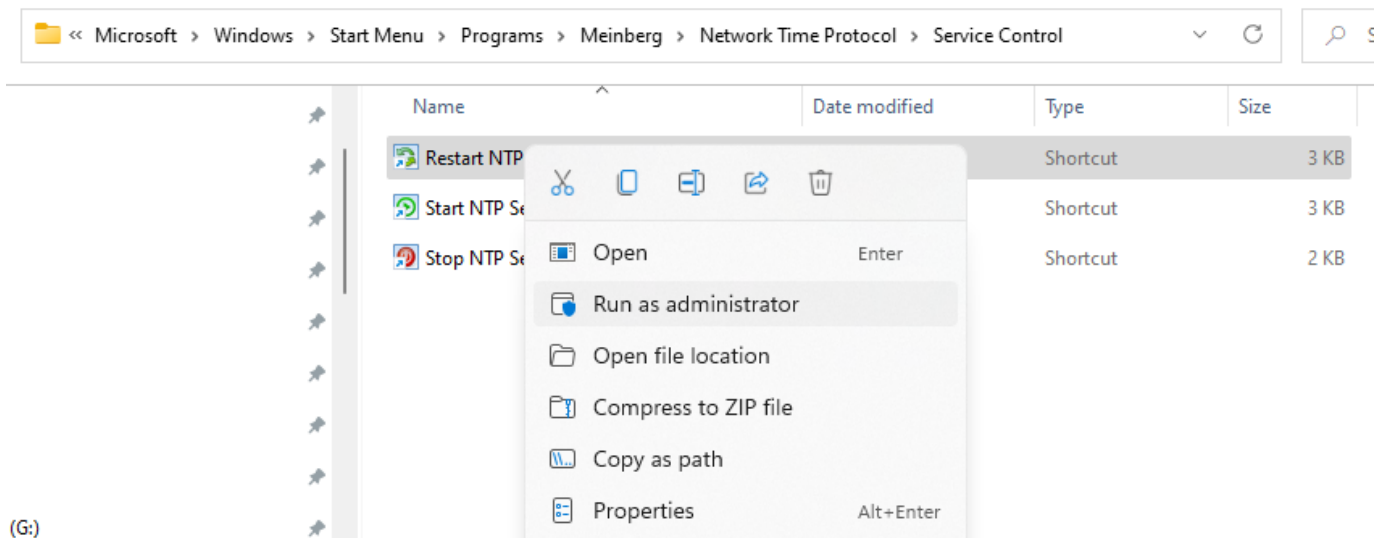 « Microsoft > Windows > Start Menu > Programs > Meinberg > Network Time Protocol > Service Control
Name Date modified Type Size
Restart NTP Shortcut 3 KB
Start NTP Se Shortcut 3 KB
Stop NTP Se Shortcut 2 KB
Open Enter
Run as administrator
Open file location
Compress to ZIP file
Copy as path
Properties Alt+Enter
(G:)